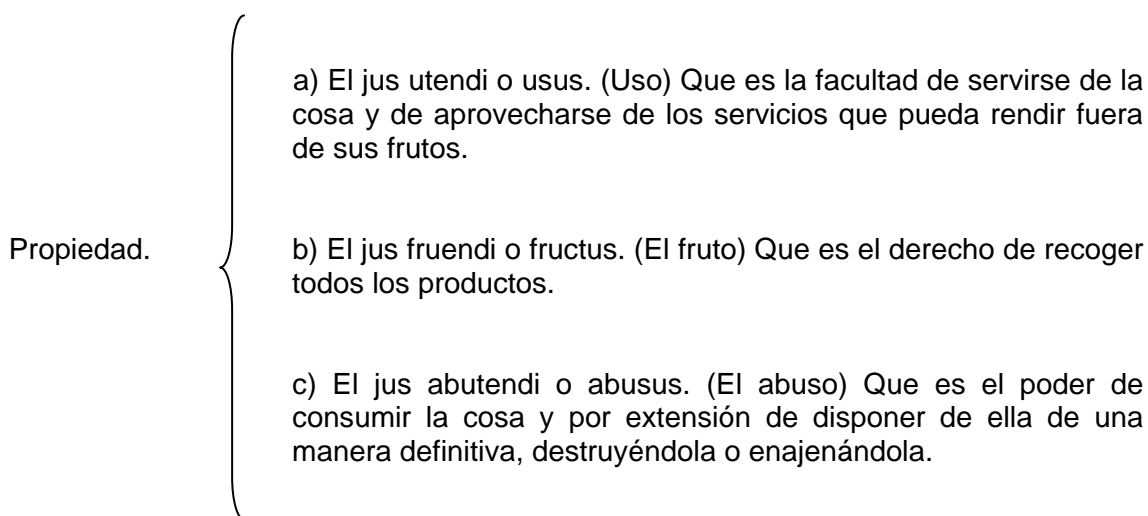 a) El jus utendi o usus. (Uso) Que es la facultad de servirse de la
cosa y de aprovecharse de los servicios que pueda rendir fuera
de sus frutos.
Propiedad.
b) El jus fruendi o fructus. (El fruto) Que es el derecho de recoger
todos los productos.
c) El jus abutendi o abusus. (El abuso) Que es el poder de
consumir la cosa y por extensión de disponer de ella de una
manera definitiva, destruyéndola o enajenándola.